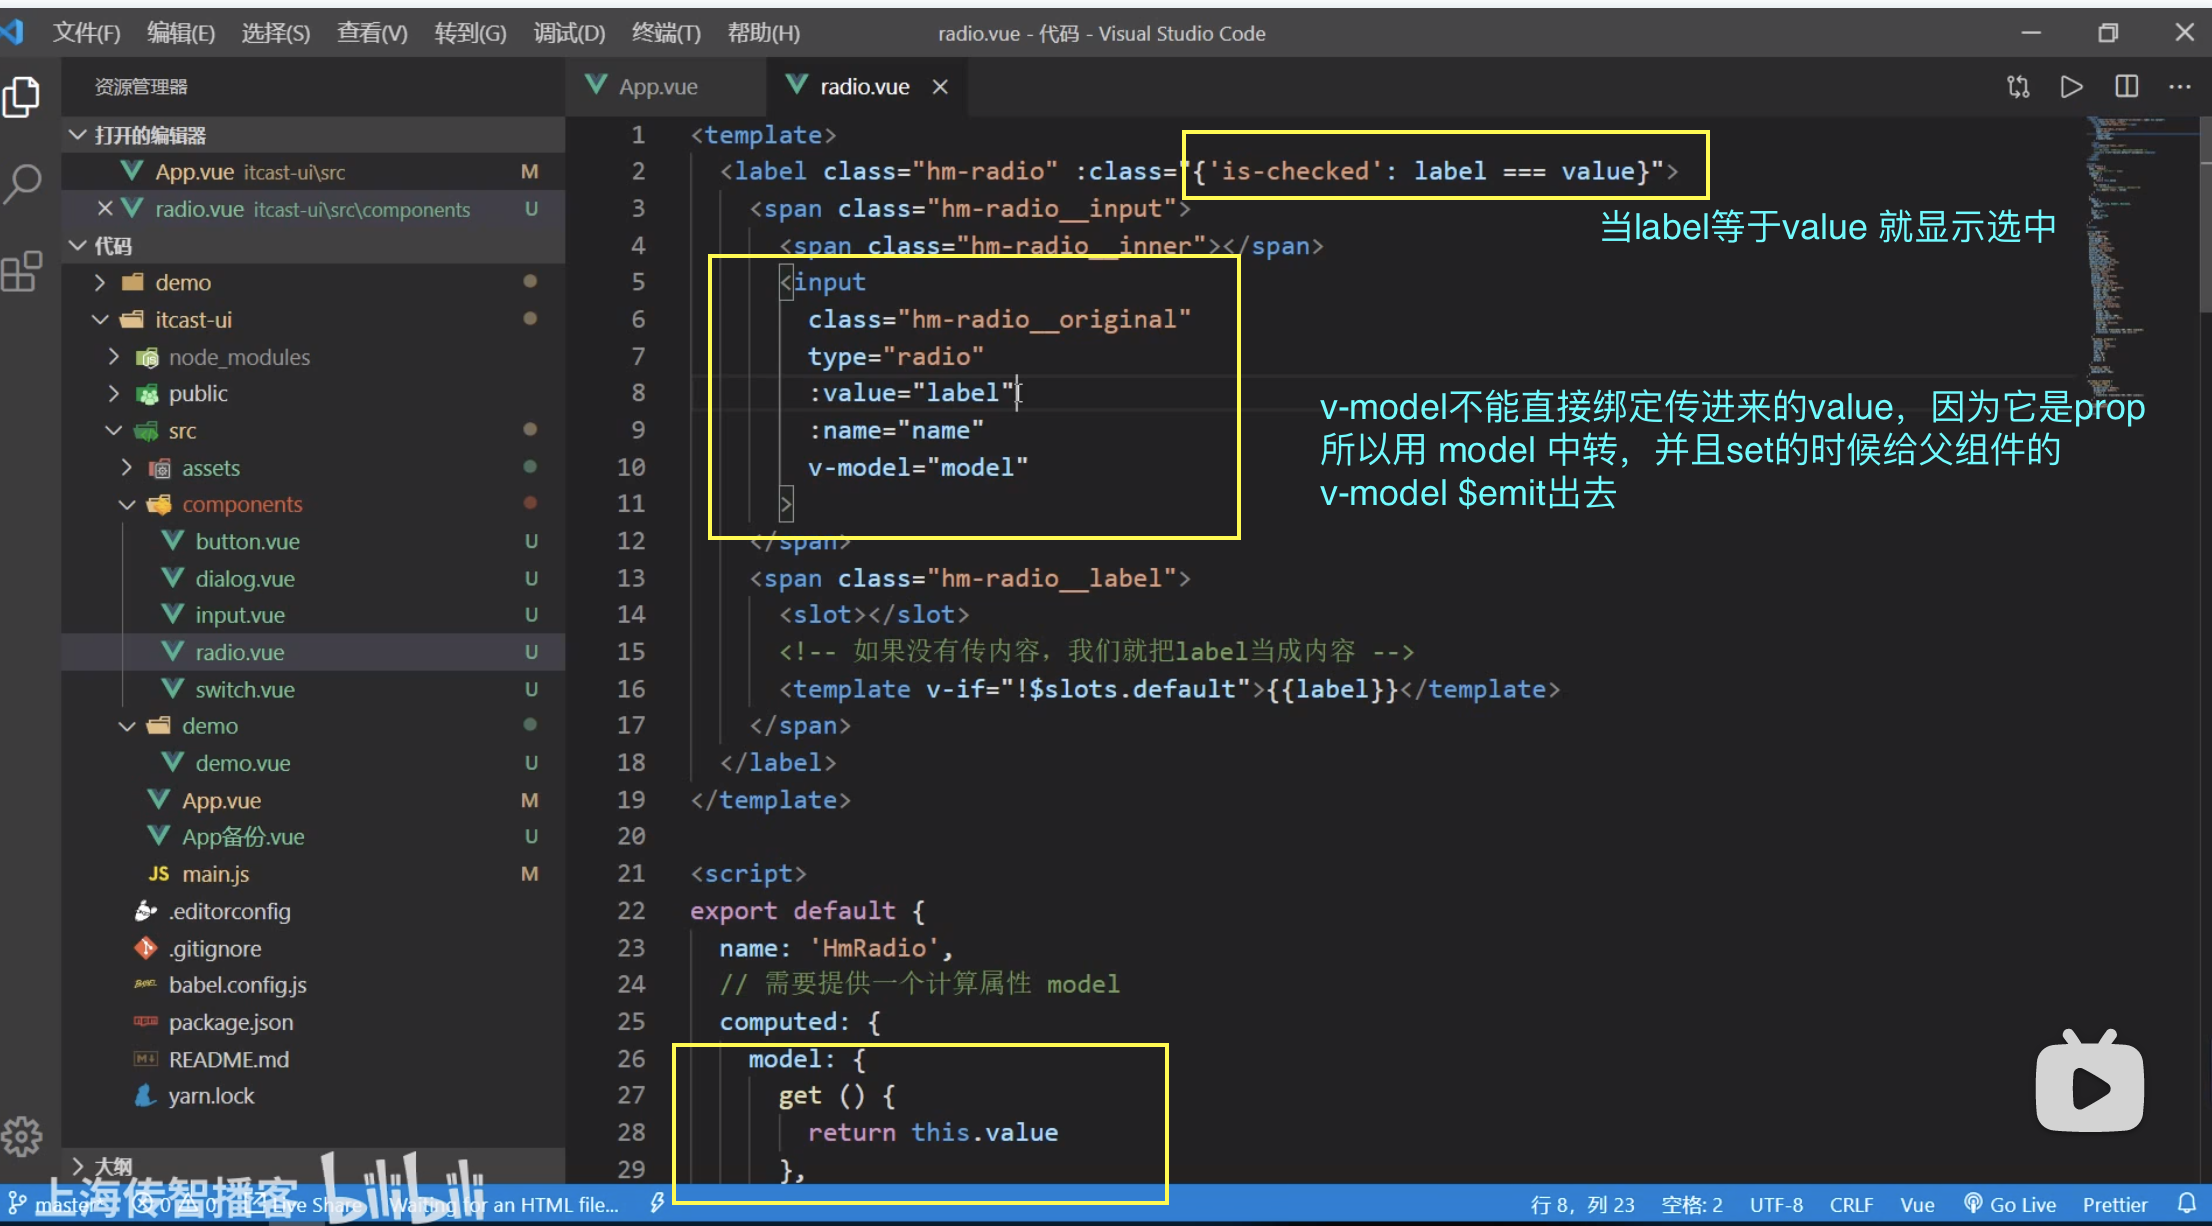 文件(F) 编辑(E) 选择(S) 查看(V) 转到(G) 调试(D) 终端(T) 帮助(H)
radio.vue - 代码 - Visual Studio Code
资源管理器
打开的编辑器
App.vue itcast-ui\src M
radio.vue itcast-ui\src\components U
代码
demo
itcast-ui
node_modules
public
src
assets
components
button.vue U
dialog.vue U
input.vue U
radio.vue U
switch.vue U
demo
demo.vue U
App.vue M
App备份.vue U
JS main.js M
.editorconfig
.gitignore
babel.config.js
package.json
README.md
yarn.lock
大纲
App.vue
radio.vue
1 <template>
2 <label class="hm-radio" :class="{'is-checked': label === value}">
3 <span class="hm-radio__input">
4 <span class="hm-radio__inner"></span>
5 <input
6 class="hm-radio__original"
7 type="radio"
8 :value="label"
9 :name="name"
10 v-model="model"
11 >
12 </span>
13 <span class="hm-radio__label">
14 <slot></slot>
15 <!-- 如果没有传内容，我们就把label当成内容 -->
16 <template v-if="!$slots.default">{{label}}</template>
17 </span>
18 </label>
19 </template>
20
21 <script>
22 export default {
23 name: 'HmRadio',
24 // 需要提供一个计算属性 model
25 computed: {
26 model: {
27 get () {
28 return this.value
29 },
当label等于value 就显示选中
v-model不能直接绑定传进来的value，因为它是prop
所以用 model 中转，并且set的时候给父组件的
v-model $emit出去
上海传智播客 bilibili
master 0 0 Live Share Waiting for an HTML file...
行 8，列 23 空格: 2 UTF-8 CRLF Vue Go Live Prettier